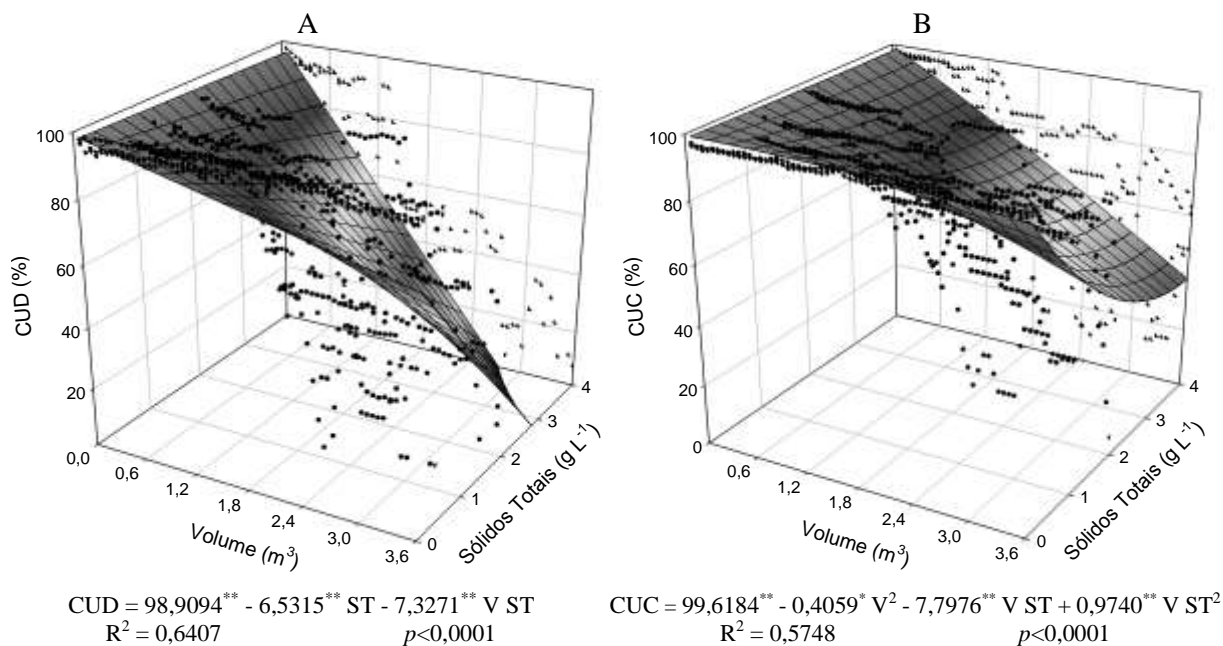 A
B
100
80
60
40
20
0
CUD (%)
0,0
0,6
1,2
1,8
2,4
3,0
3,6
Volume (m³)
0
1
2
3
4
Sólidos Totais (g L⁻¹)
100
80
60
40
20
0
CUC (%)
0,6
1,2
1,8
2,4
3,0
3,6
Volume (m³)
0
1
2
3
4
Sólidos Totais (g L⁻¹)
CUD = 98,9094** - 6,5315** ST - 7,3271** V ST
R² = 0,6407 p<0,0001
CUC = 99,6184** - 0,4059* V² - 7,7976** V ST + 0,9740** V ST²
R² = 0,5748 p<0,0001